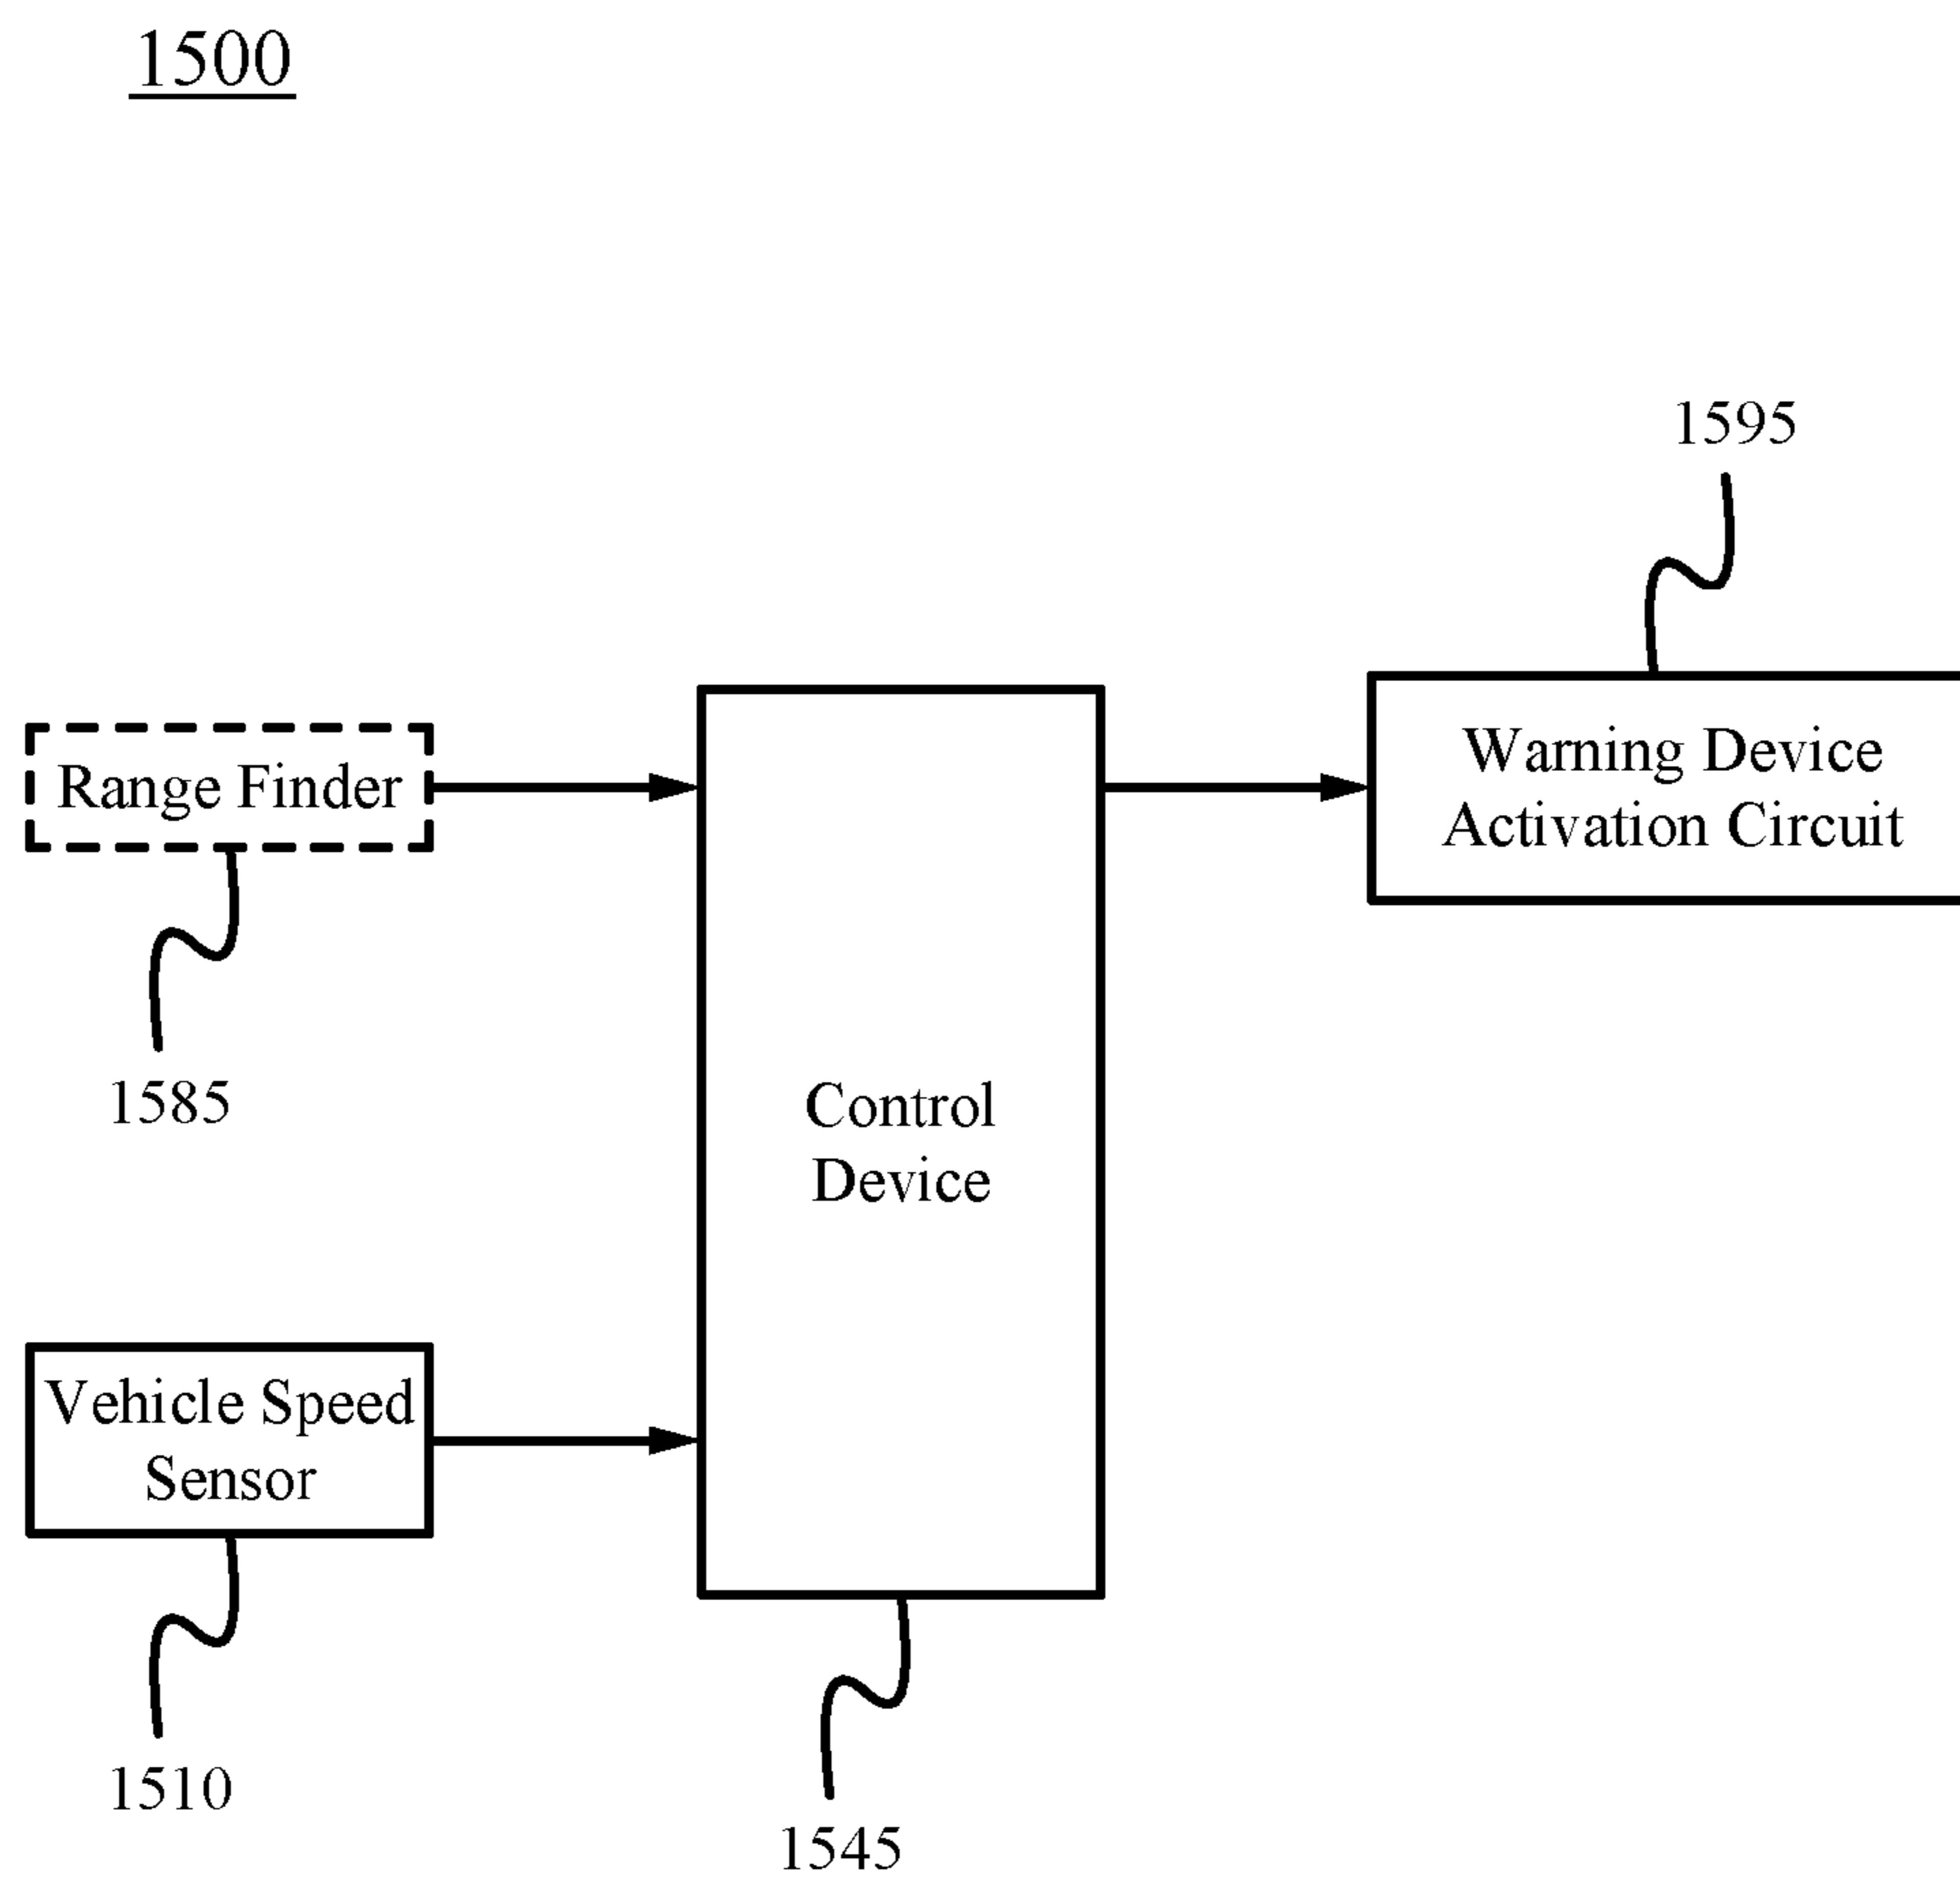 1500
1595
Range Finder
Warning Device
Activation Circuit
1585
Control
Device
Vehicle Speed
Sensor
1510
1545